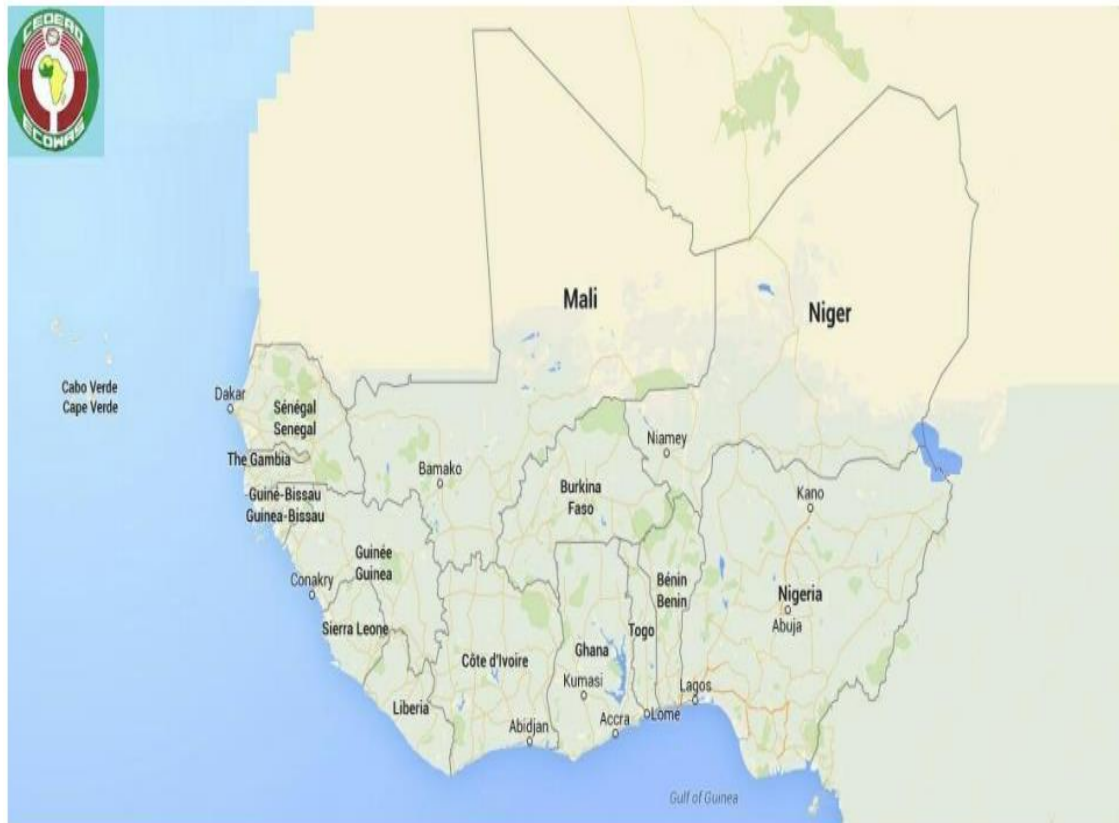 CEDEAO
ECOWAS
Mali
Niger
Cabo Verde
Cape Verde
Dakar
Sénégal
Senegal
The Gambia
Niamey
Bamako
Guiné-Bissau
Guinea-Bissau
Burkina
Faso
Kano
Guinée
Guinea
Conakry
Bénin
Benin
Nigeria
Abuja
Sierra Leone
Togo
Ghana
Côte d'Ivoire
Kumasi
Liberia
Lagos
Lome
Abidjan
Accra
Gulf of Guinea